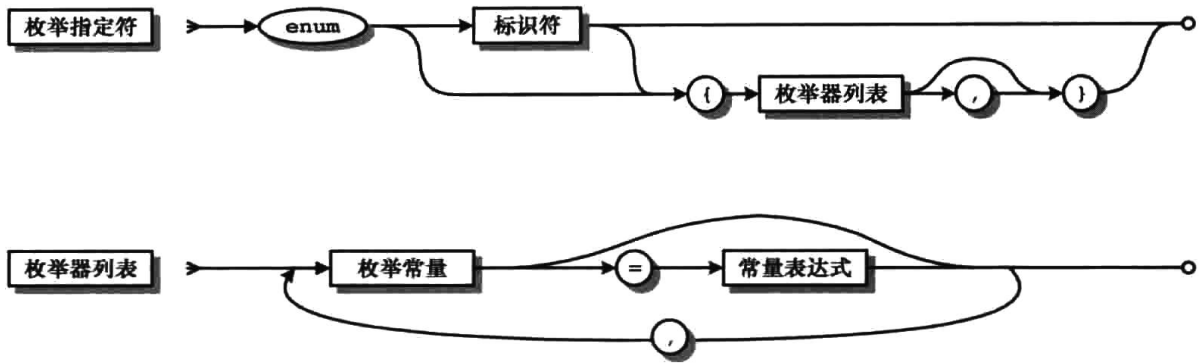 枚举指定符 enum 标识符
{ 枚举器列表 , }
枚举器列表 枚举常量 = 常量表达式
,